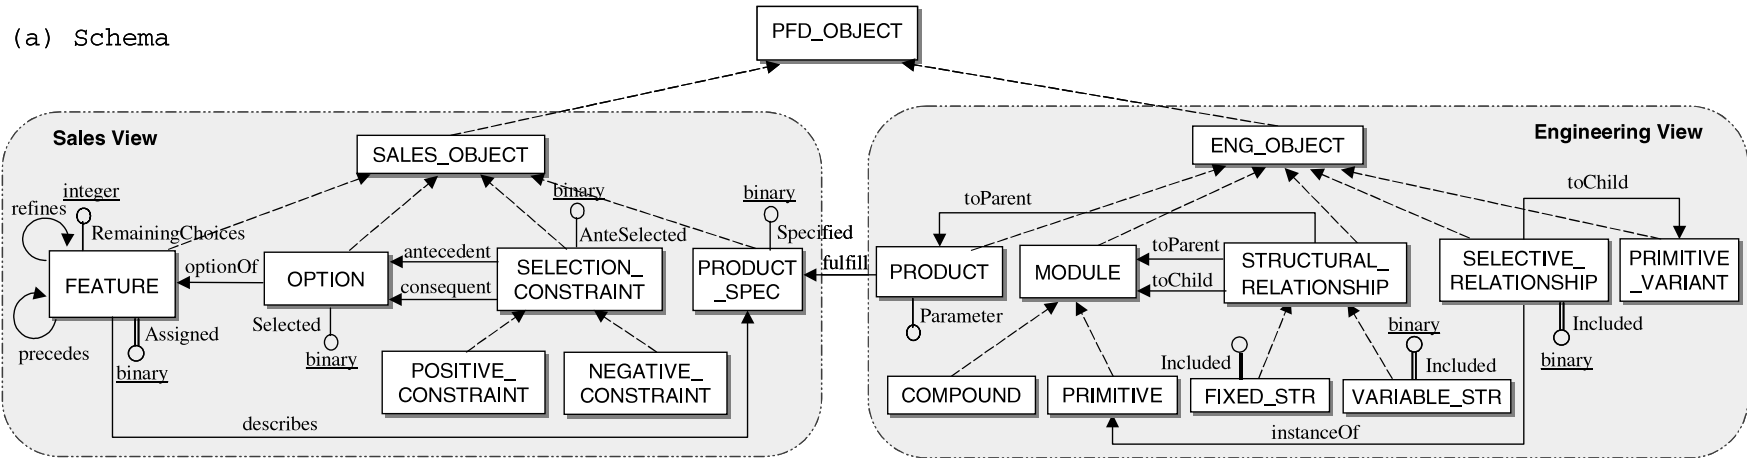 (a) Schema
PFD_OBJECT
Sales View
SALES_OBJECT
integer
refines
RemainingChoices
binary
AnteSelected
binary
Specified
FEATURE
optionOf
OPTION
antecedent
consequent
SELECTION_
CONSTRAINT
PRODUCT
_SPEC
fulfill
precedes
Assigned
binary
Selected
binary
POSITIVE_
CONSTRAINT
NEGATIVE_
CONSTRAINT
describes
Engineering View
ENG_OBJECT
toParent
toChild
PRODUCT
Parameter
MODULE
toParent
toChild
STRUCTURAL_
RELATIONSHIP
SELECTIVE_
RELATIONSHIP
PRIMITIVE
_VARIANT
Included
binary
Included
binary
Included
COMPOUND
PRIMITIVE
FIXED_STR
VARIABLE_STR
instanceOf